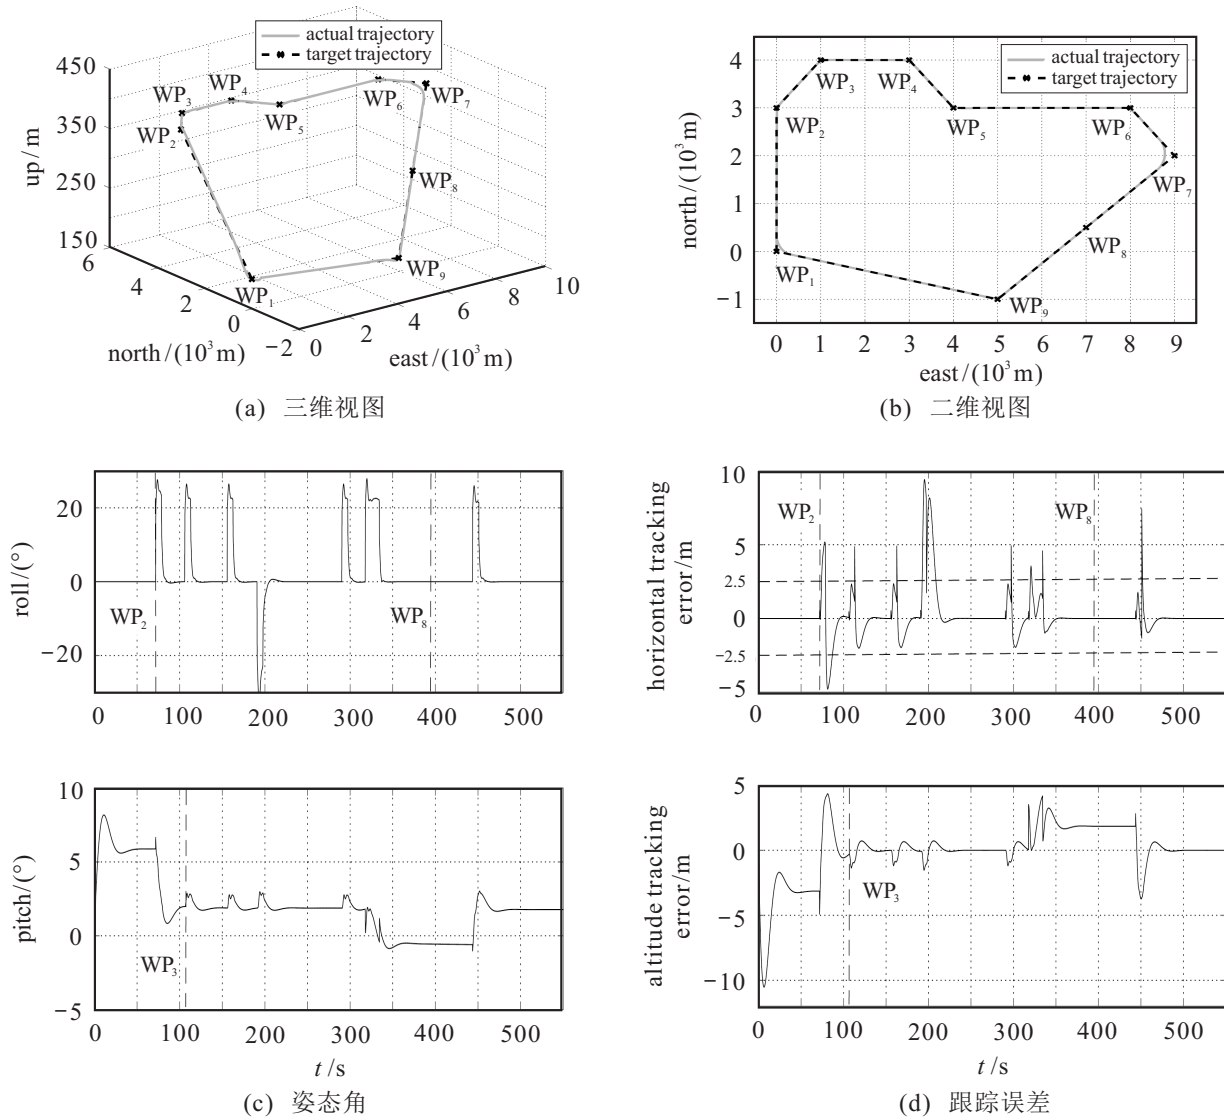 actual trajectory
target trajectory
450
350
250
150
up/m
WP₃
WP₄
WP₂
WP₅
WP₆
WP₇
WP₈
WP₁
WP₉
6
4
2
0
−2
north/(10³ m)
0
2
4
6
8
10
east/(10³ m)
(a) 三维视图
actual trajectory
target trajectory
4
3
2
1
0
−1
north/(10³ m)
WP₃
WP₄
WP₂
WP₅
WP₆
WP₇
WP₈
WP₁
WP₉
0 1 2 3 4 5 6 7 8 9
east/(10³ m)
(b) 二维视图
20
0
−20
roll/(°)
WP₂
WP₈
0 100 200 300 400 500
10
5
0
−5
pitch/(°)
WP₃
0 100 200 300 400 500
t/s
(c) 姿态角
10
5
2.5
0
−2.5
−5
horizontal tracking
error/m
WP₂
WP₈
0 100 200 300 400 500
5
0
−5
−10
altitude tracking
error/m
WP₃
0 100 200 300 400 500
t/s
(d) 跟踪误差